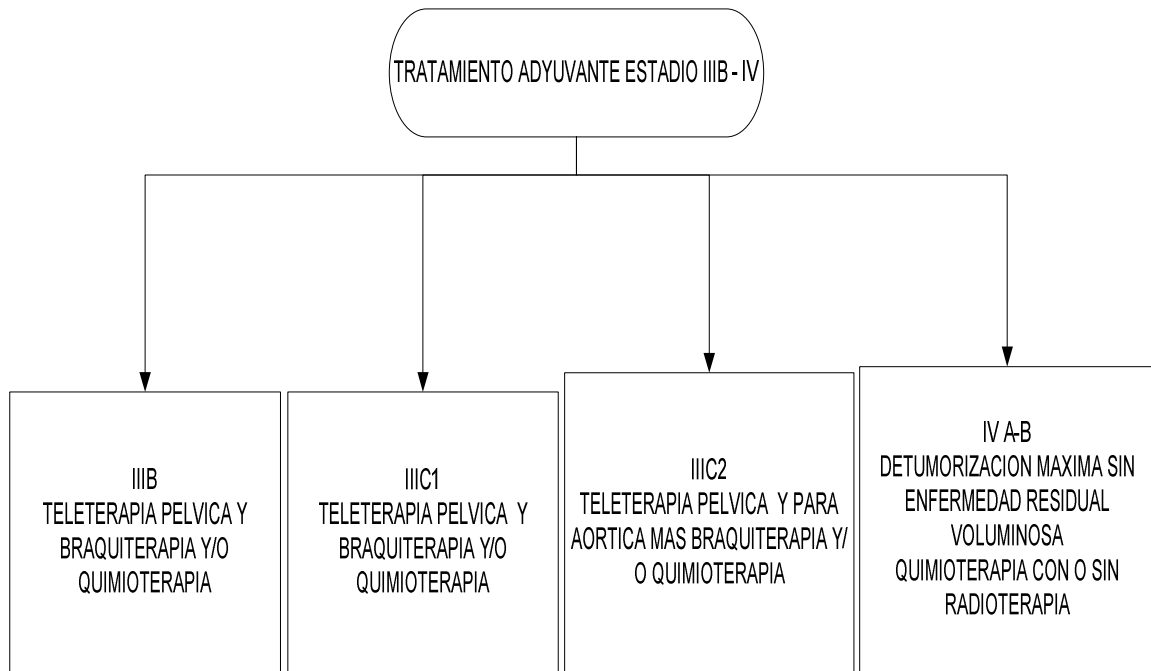 TRATAMIENTO ADYUVANTE ESTADIO IIIB - IV
IIIB
TELETERAPIA PELVICA Y
BRAQUITERAPIA Y/O
QUIMIOTERAPIA
IIIC1
TELETERAPIA PELVICA Y
BRAQUITERAPIA Y/O
QUIMIOTERAPIA
IIIC2
TELETERAPIA PELVICA Y PARA
AORTICA MAS BRAQUITERAPIA Y/
O QUIMIOTERAPIA
IV A-B
DETUMORIZACION MAXIMA SIN
ENFERMEDAD RESIDUAL
VOLUMINOSA
QUIMIOTERAPIA CON O SIN
RADIOTERAPIA